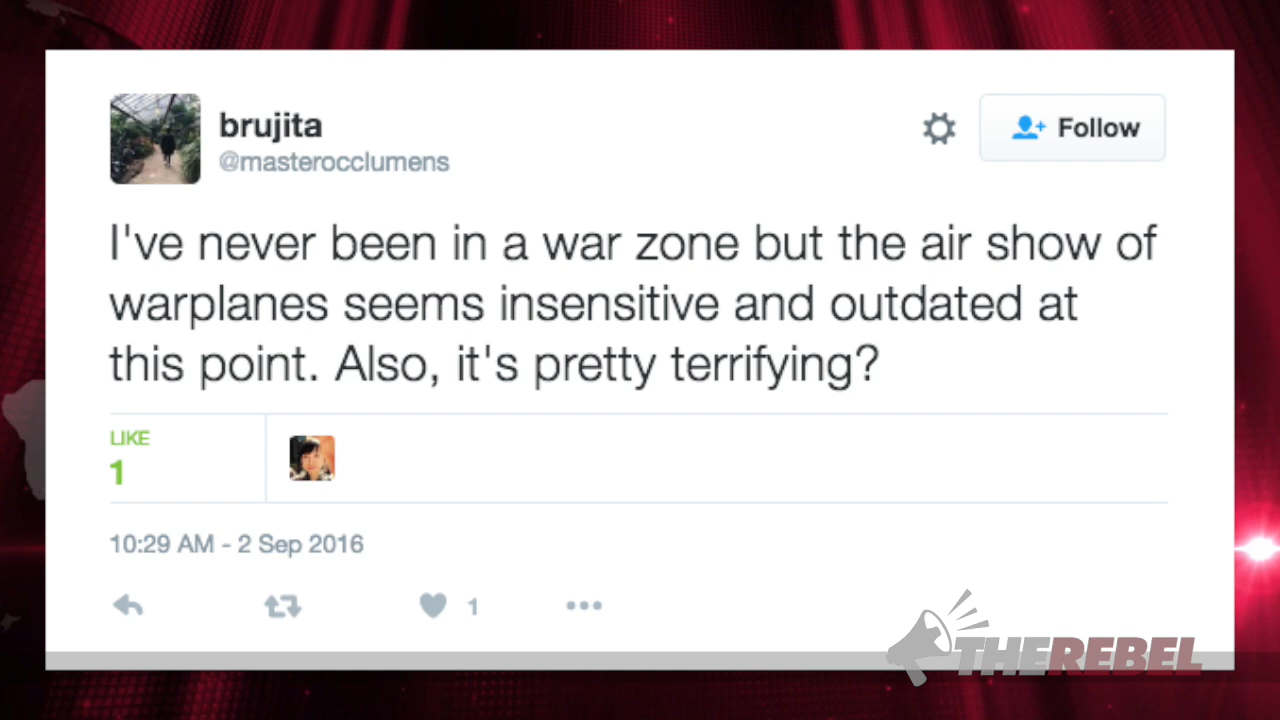 brujita
@masterocclumens
Follow
I've never been in a war zone but the air show of
warplanes seems insensitive and outdated at
this point. Also, it's pretty terrifying?
LIKE
1
10:29 AM - 2 Sep 2016
1
THEREBEL